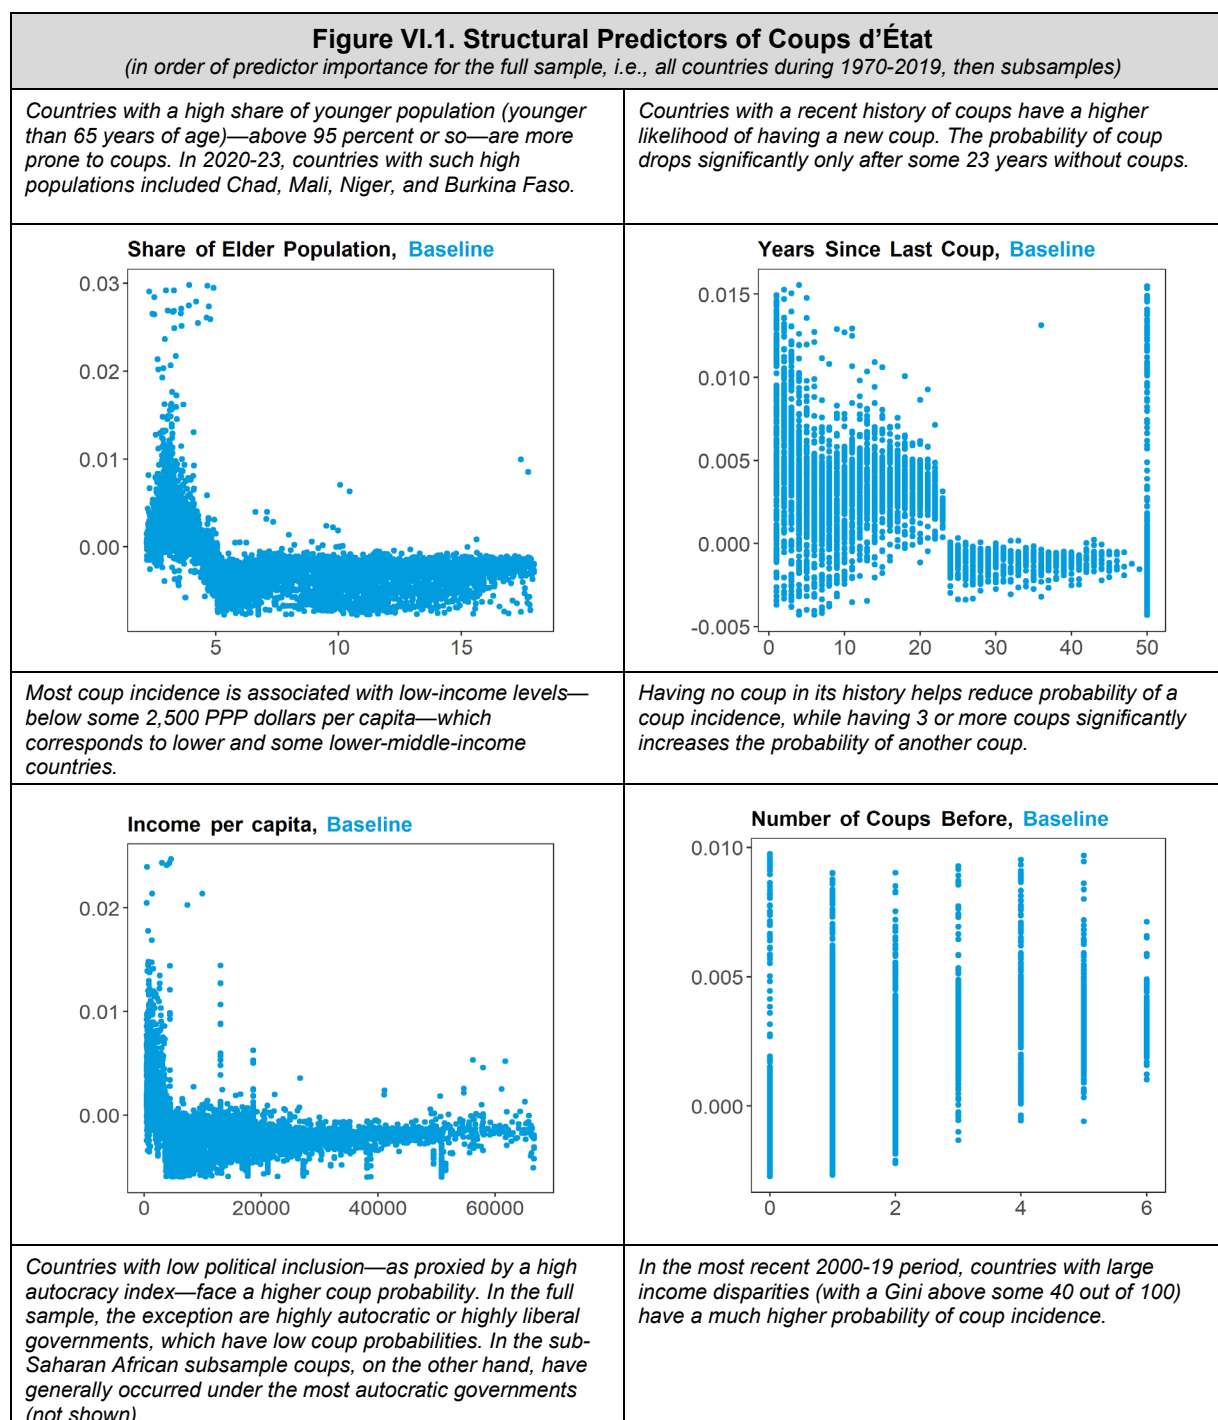 Figure VI.1. Structural Predictors of Coups d’État
(in order of predictor importance for the full sample, i.e., all countries during 1970-2019, then subsamples)
Countries with a high share of younger population (younger
than 65 years of age)—above 95 percent or so—are more
prone to coups. In 2020-23, countries with such high
populations included Chad, Mali, Niger, and Burkina Faso.
Countries with a recent history of coups have a higher
likelihood of having a new coup. The probability of coup
drops significantly only after some 23 years without coups.
Share of Elder Population, Baseline
0.03
0.02
0.01
0.00
5 10 15
Years Since Last Coup, Baseline
0.015
0.010
0.005
0.000
-0.005
0 10 20 30 40 50
Most coup incidence is associated with low-income levels—
below some 2,500 PPP dollars per capita—which
corresponds to lower and some lower-middle-income
countries.
Having no coup in its history helps reduce probability of a
coup incidence, while having 3 or more coups significantly
increases the probability of another coup.
Income per capita, Baseline
0.02
0.01
0.00
0 20000 40000 60000
Number of Coups Before, Baseline
0.010
0.005
0.000
0 2 4 6
Countries with low political inclusion—as proxied by a high
autocracy index—face a higher coup probability. In the full
sample, the exception are highly autocratic or highly liberal
governments, which have low coup probabilities. In the sub-
Saharan African subsample coups, on the other hand, have
generally occurred under the most autocratic governments
(not shown)
In the most recent 2000-19 period, countries with large
income disparities (with a Gini above some 40 out of 100)
have a much higher probability of coup incidence.